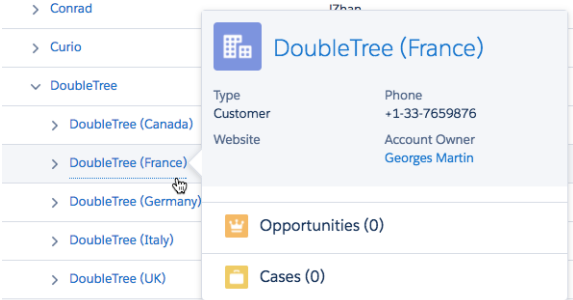 Conrad
JZhan
Curio
DoubleTree
DoubleTree (Canada)
DoubleTree (France)
DoubleTree (Germany)
DoubleTree (Italy)
DoubleTree (UK)
DoubleTree (France)
Type
Phone
Customer
+1-33-7659876
Website
Account Owner
Georges Martin
Opportunities (0)
Cases (0)